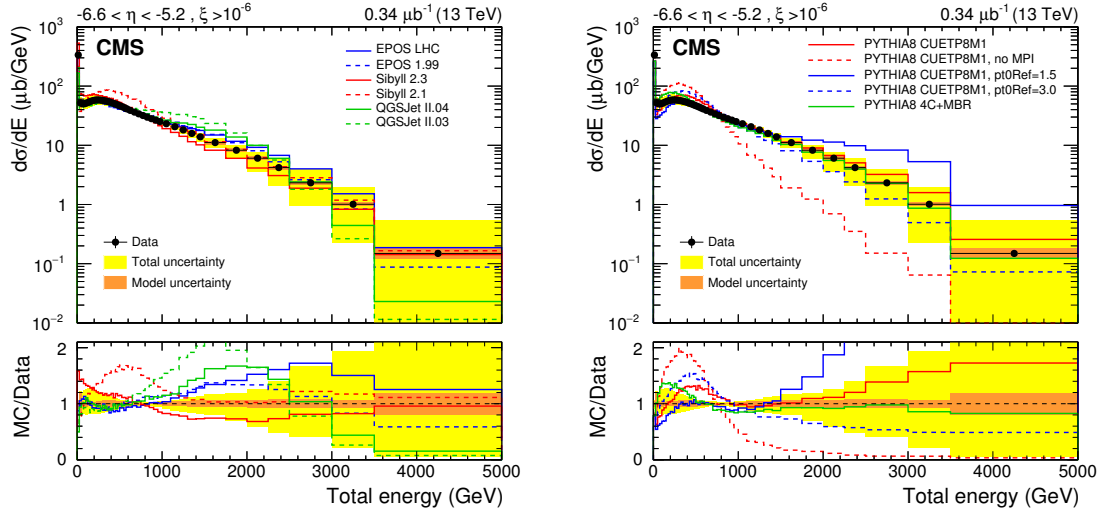 -6.6 < η < -5.2 , ξ >10⁻⁶ 0.34 μb⁻¹ (13 TeV)
CMS
EPOS LHC
EPOS 1.99
Sibyll 2.3
Sibyll 2.1
QGSJet II.04
QGSJet II.03
dσ/dE (μb/GeV)
10³
10²
10
1
10⁻¹
10⁻²
Data
Total uncertainty
Model uncertainty
MC/Data
2
1
0
0 1000 2000 3000 4000 5000
Total energy (GeV)
-6.6 < η < -5.2 , ξ >10⁻⁶ 0.34 μb⁻¹ (13 TeV)
CMS
PYTHIA8 CUETP8M1
PYTHIA8 CUETP8M1, no MPI
PYTHIA8 CUETP8M1, pt0Ref=1.5
PYTHIA8 CUETP8M1, pt0Ref=3.0
PYTHIA8 4C+MBR
dσ/dE (μb/GeV)
10³
10²
10
1
10⁻¹
10⁻²
Data
Total uncertainty
Model uncertainty
MC/Data
2
1
0
0 1000 2000 3000 4000 5000
Total energy (GeV)